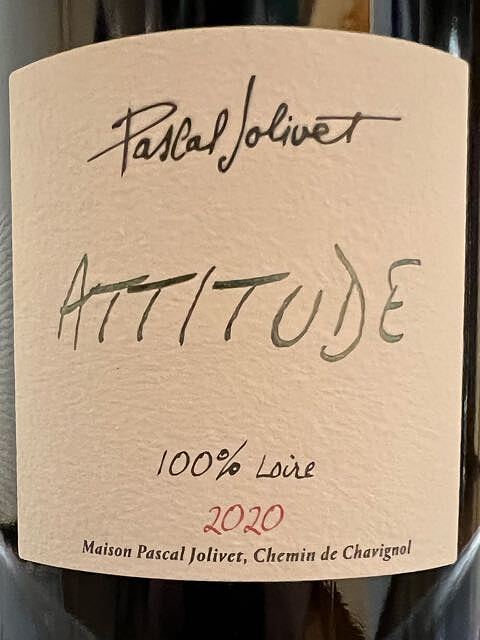 Pascal Jolivet
ATTITUDE
100% Loire
2020
Maison Pascal Jolivet, Chemin de Chavignol